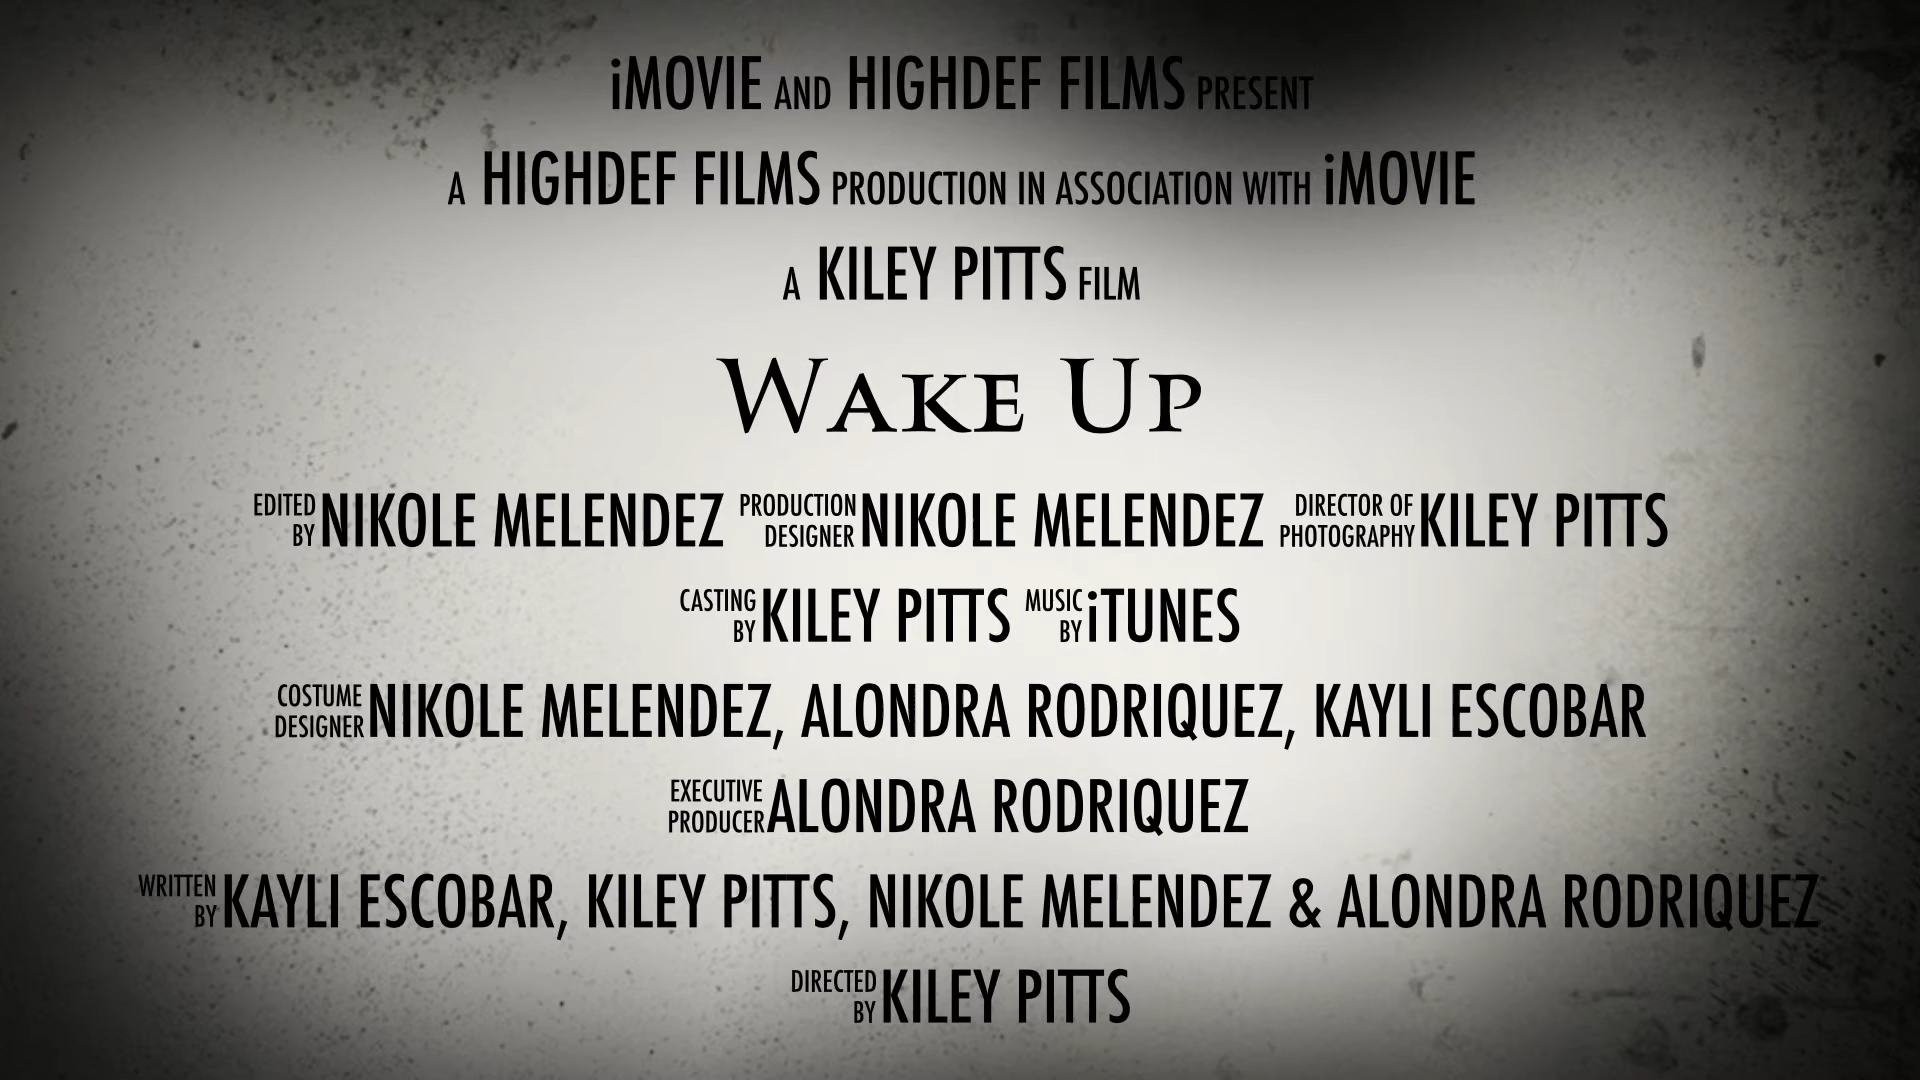 iMOVIE AND HIGHDEF FILMS PRESENT
A HIGHDEF FILMS PRODUCTION IN ASSOCIATION WITH iMOVIE
A KILEY PITTS FILM
WAKE UP
EDITED BY NIKOLE MELENDEZ PRODUCTION DESIGNER NIKOLE MELENDEZ DIRECTOR OF PHOTOGRAPHY KILEY PITTS
CASTING BY KILEY PITTS MUSIC BY iTUNES
COSTUME DESIGNER NIKOLE MELENDEZ, ALONDRA RODRIQUEZ, KAYLI ESCOBAR
EXECUTIVE PRODUCER ALONDRA RODRIQUEZ
WRITTEN BY KAYLI ESCOBAR, KILEY PITTS, NIKOLE MELENDEZ & ALONDRA RODRIQUEZ
DIRECTED BY KILEY PITTS